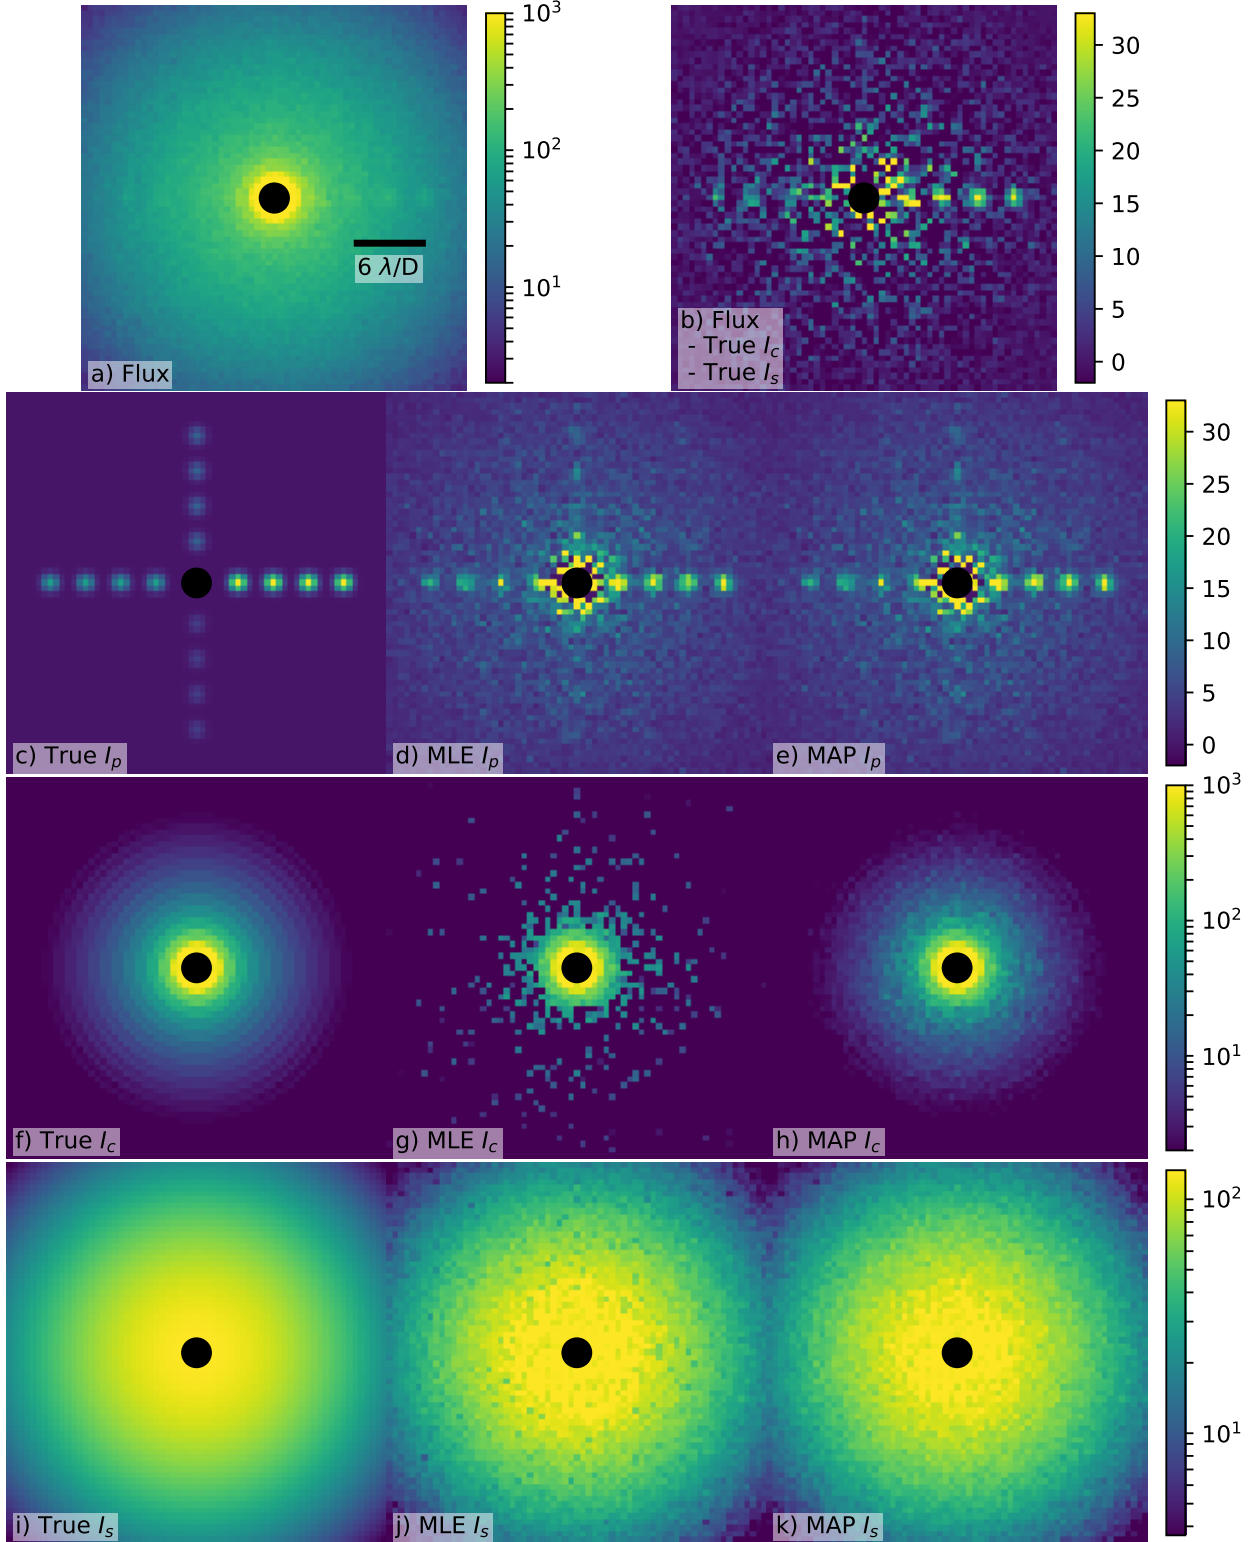 10³
10²
10¹
6 λ/D
a) Flux
30
25
20
15
10
5
0
b) Flux
- True I_c
- True I_s
30
25
20
15
10
5
0
c) True I_p
d) MLE I_p
e) MAP I_p
10³
10²
10¹
f) True I_c
g) MLE I_c
h) MAP I_c
10²
10¹
i) True I_s
j) MLE I_s
k) MAP I_s